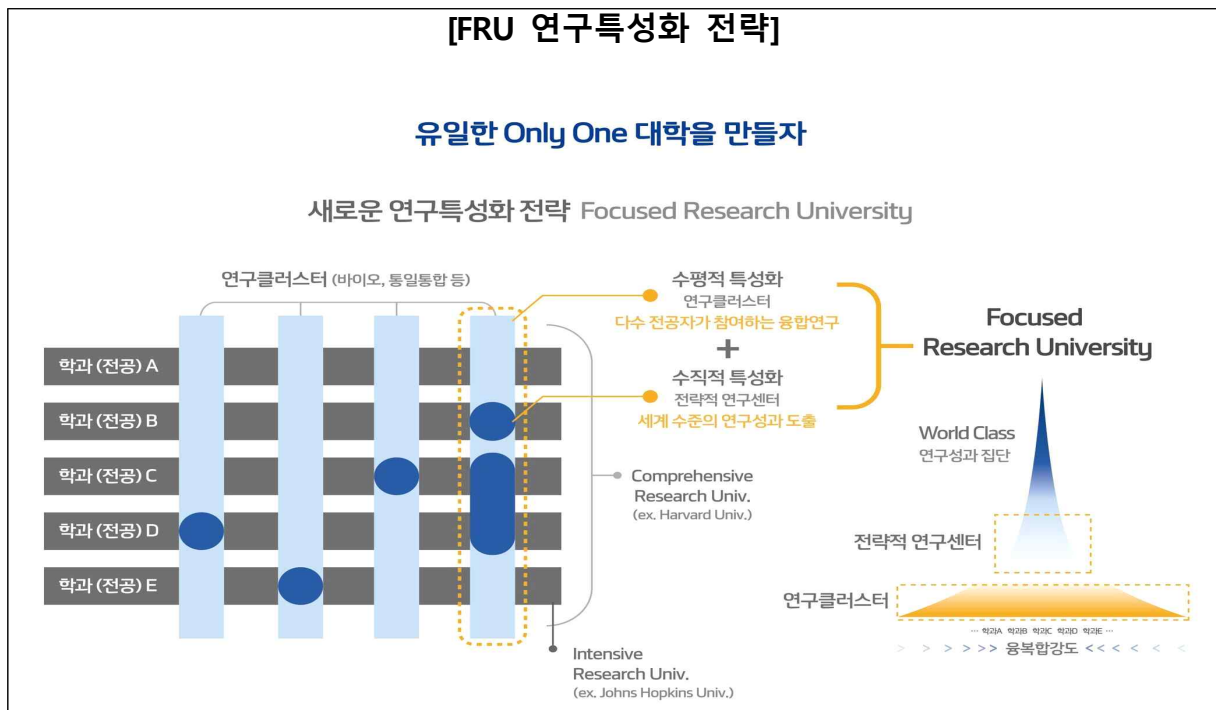 [FRU 연구특성화 전략]
유일한 Only One 대학을 만들자
새로운 연구특성화 전략 Focused Research University
연구클러스터 (바이오, 통일통합 등)
학과 (전공) A
학과 (전공) B
학과 (전공) C
학과 (전공) D
학과 (전공) E
수평적 특성화
연구클러스터
다수 전공자가 참여하는 융합연구
+
수직적 특성화
전략적 연구센터
세계 수준의 연구성과 도출
Comprehensive
Research Univ.
(ex. Harvard Univ.)
Intensive
Research Univ.
(ex. Johns Hopkins Univ.)
Focused
Research University
World Class
연구성과 집단
전략적 연구센터
연구클러스터
··· 학과A 학과B 학과C 학과D 학과E ···
> > > > > >> 융복합강도 << < < < < <